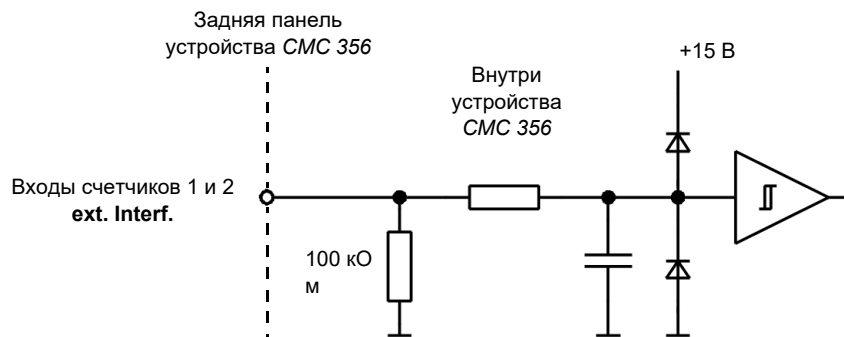 Задняя панель
устройства CMC 356
+15 В
Внутри
устройства
CMC 356
Входы счетчиков 1 и 2
ext. Interf.
100 кО
м